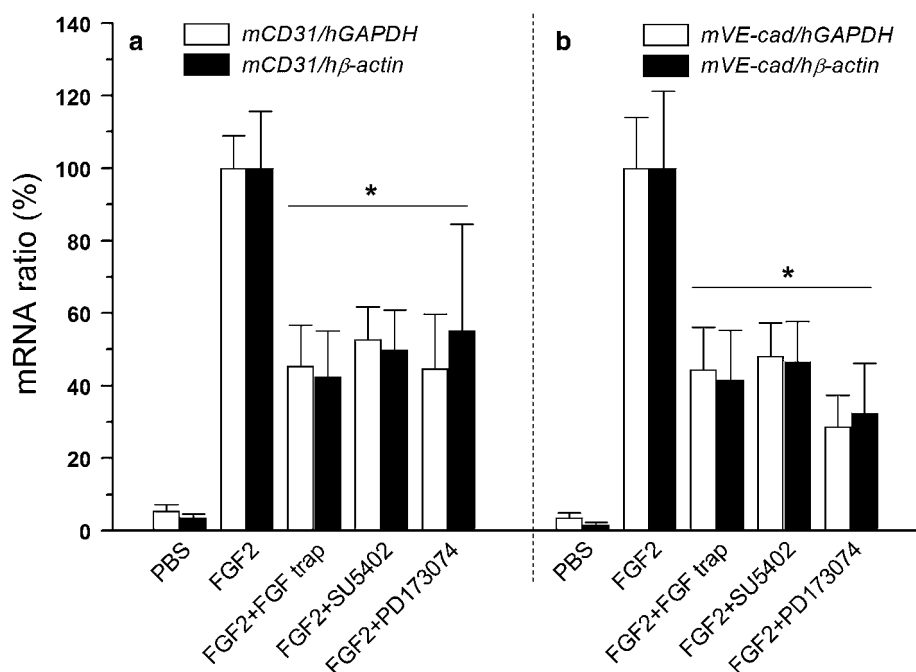 mRNA ratio (%)
140
120
100
80
60
40
20
0
a
mCD31/hGAPDH
mCD31/hβ-actin
*
PBS
FGF2
FGF2+FGF trap
FGF2+SU5402
FGF2+PD173074
b
mVE-cad/hGAPDH
mVE-cad/hβ-actin
*
PBS
FGF2
FGF2+FGF trap
FGF2+SU5402
FGF2+PD173074